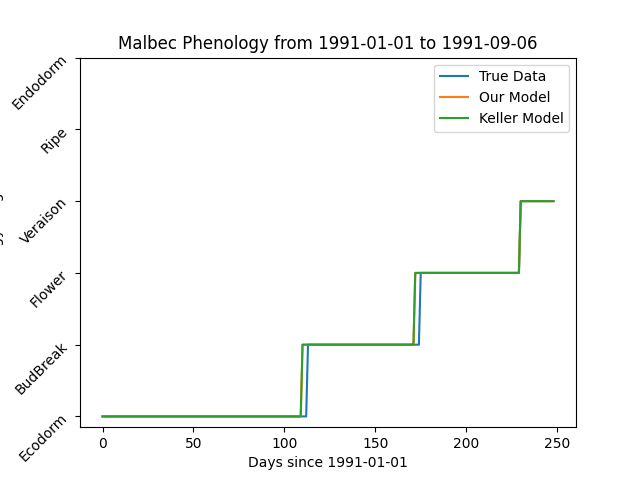 Malbec Phenology from 1991-01-01 to 1991-09-06
Endodorm
Ripe
Veraison
Flower
BudBreak
Ecodorm
True Data
Our Model
Keller Model
0 50 100 150 200 250
Days since 1991-01-01